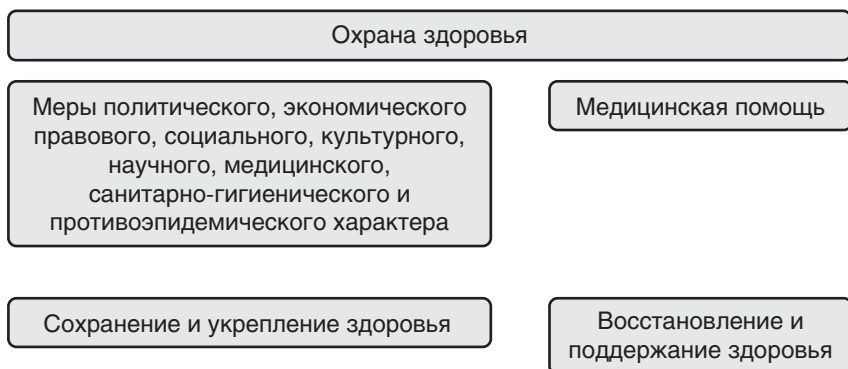 Охрана здоровья
Меры политического, экономического
правового, социального, культурного,
научного, медицинского,
санитарно-гигиенического и
противоэпидемического характера
Медицинская помощь
Сохранение и укрепление здоровья
Восстановление и
поддержание здоровья